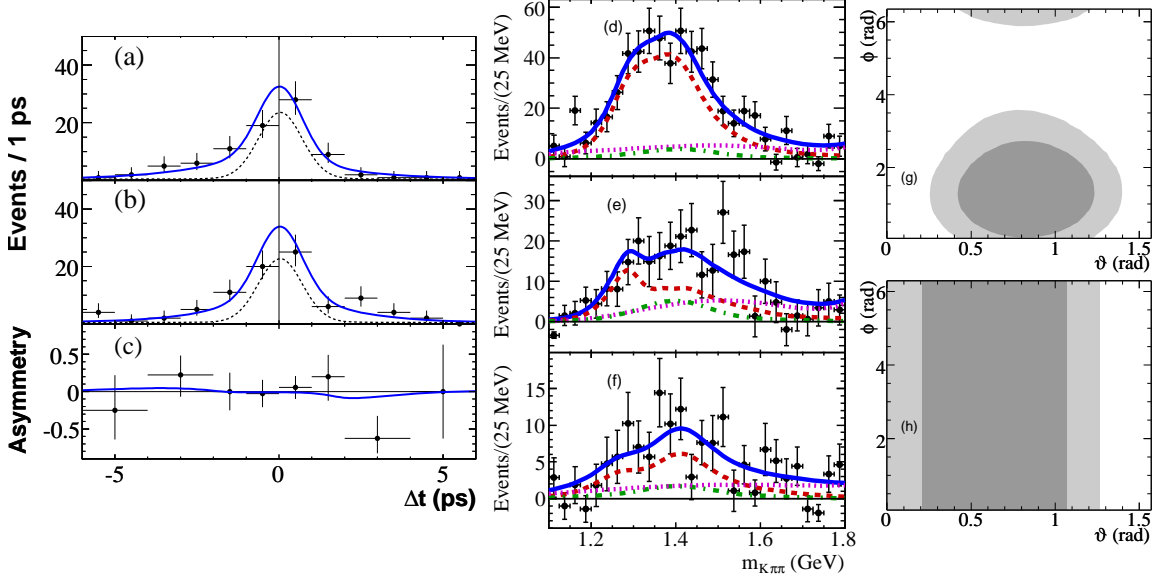 Events / 1 ps
(a)
40
20
(b)
40
20
Asymmetry
(c)
0.5
0
-0.5
-5
0
5
Δt (ps)
Events/(25 MeV)
(d)
60
40
20
0
Events/(25 MeV)
(e)
30
20
10
0
Events/(25 MeV)
(f)
15
10
5
0
1.2
1.4
1.6
1.8
m_Kππ (GeV)
ϕ (rad)
6
4
2
(g)
0
0.5
1
1.5
ϑ (rad)
ϕ (rad)
6
4
2
(h)
0
0.5
1
1.5
ϑ (rad)